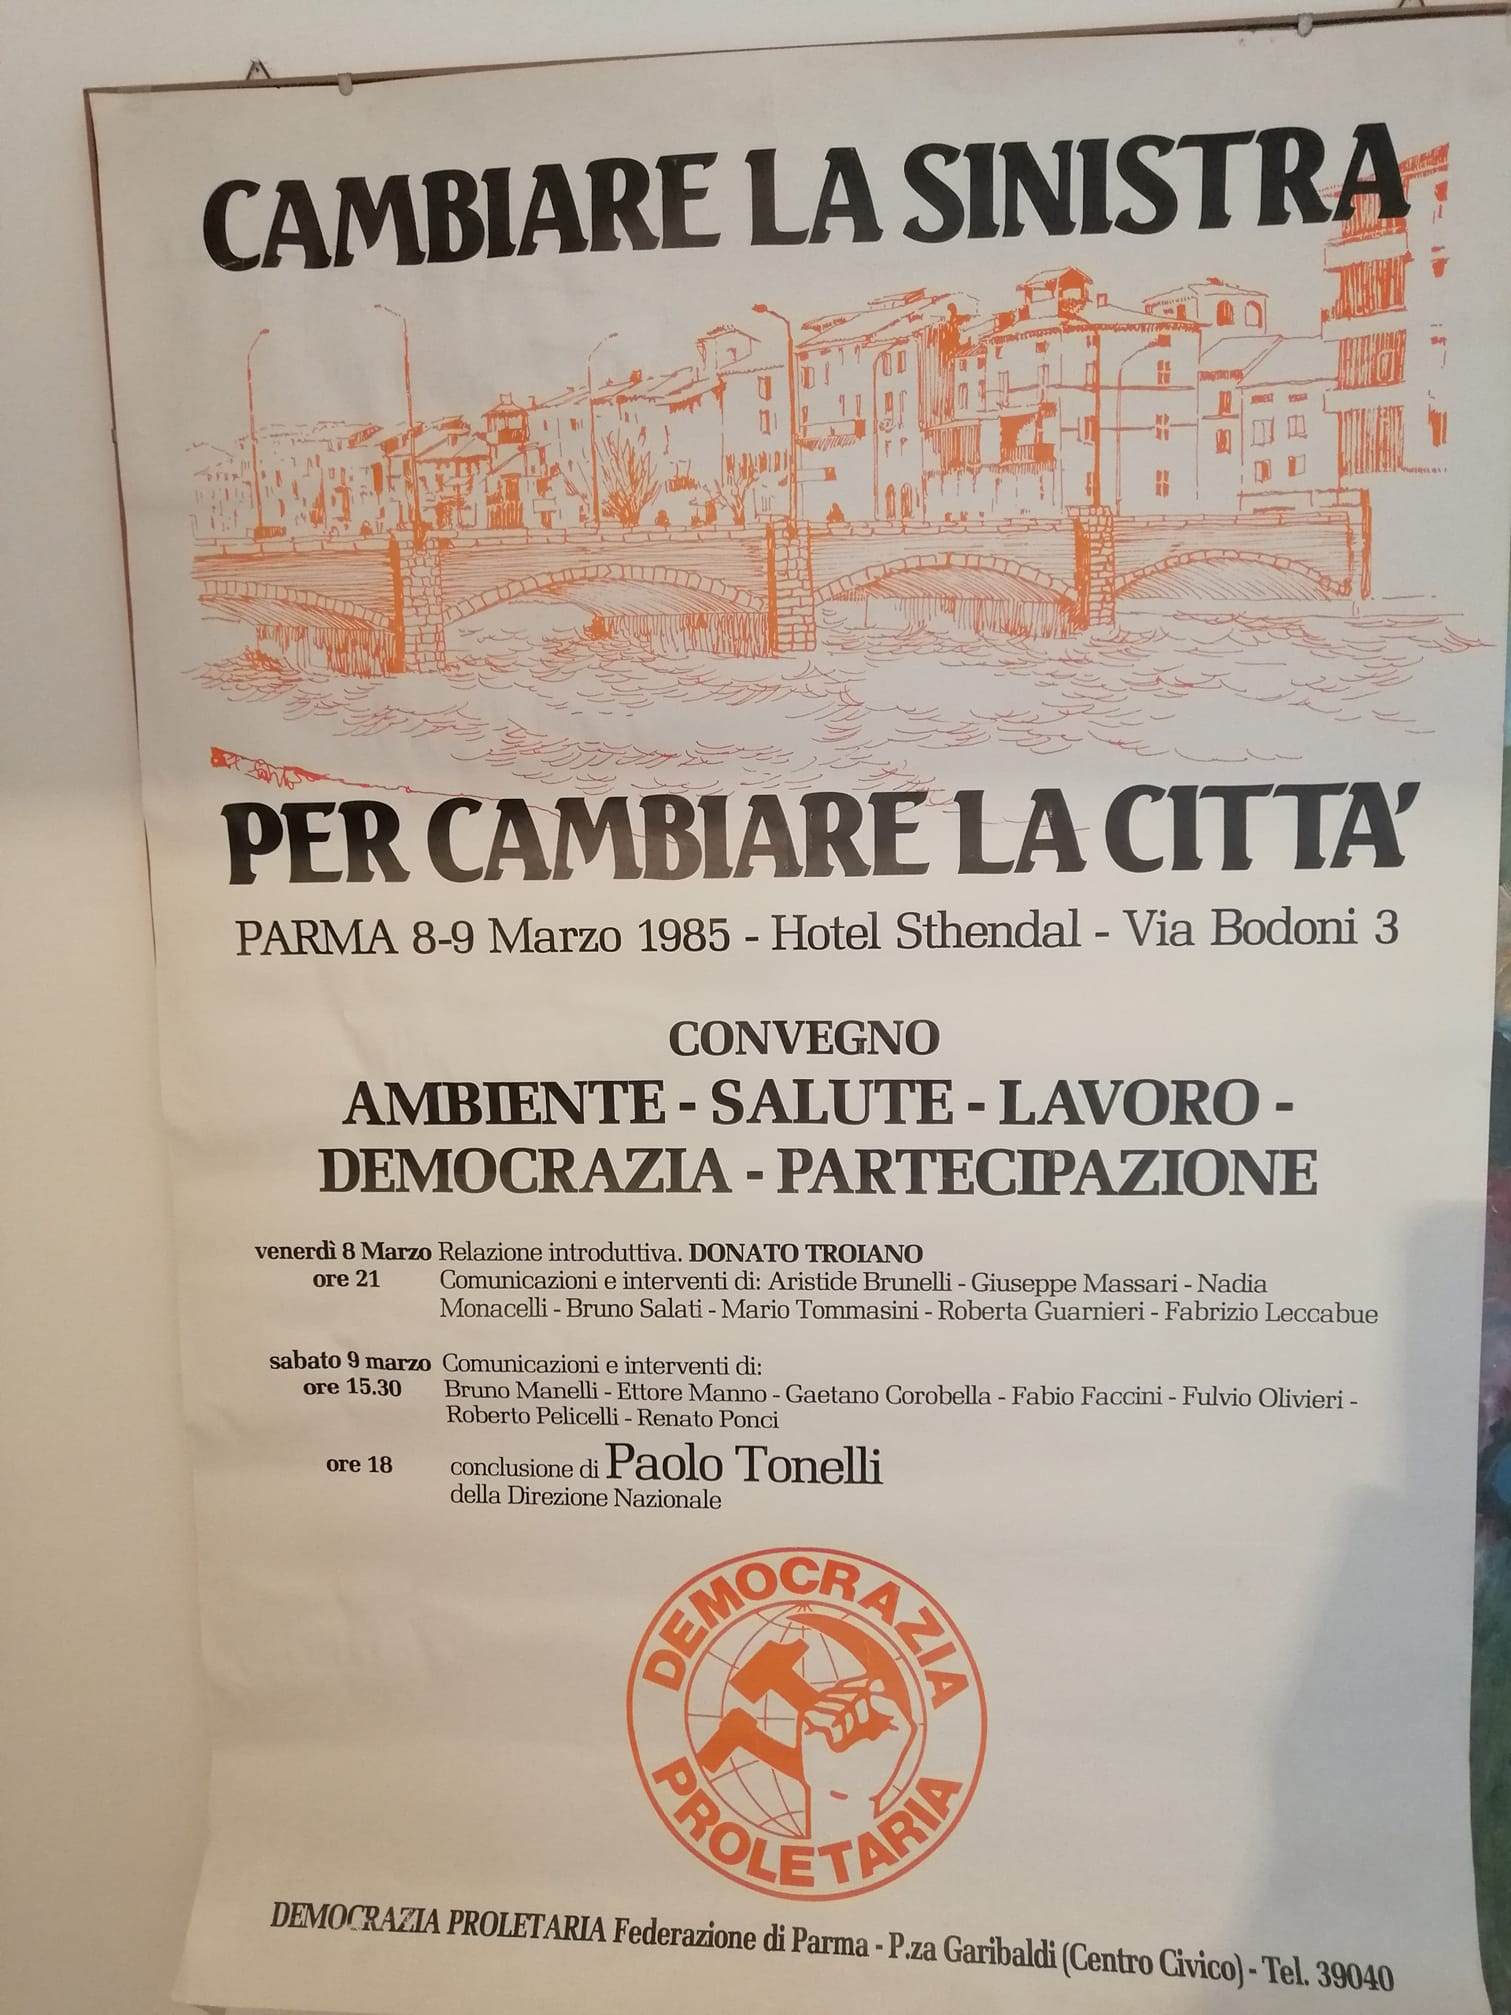 CAMBIARE LA SINISTRA
PER CAMBIARE LA CITTA'
PARMA 8-9 Marzo 1985 - Hotel Sthendal - Via Bodoni 3
CONVEGNO
AMBIENTE - SALUTE - LAVORO -
DEMOCRAZIA - PARTECIPAZIONE
venerdì 8 Marzo Relazione introduttiva. DONATO TROIANO
ore 21 Comunicazioni e interventi di: Aristide Brunelli - Giuseppe Massari - Nadia
Monacelli - Bruno Salati - Mario Tommasini - Roberta Guarnieri - Fabrizio Leccabue
sabato 9 marzo Comunicazioni e interventi di:
ore 15.30 Bruno Manelli - Ettore Manno - Gaetano Corobella - Fabio Faccini - Fulvio Olivieri -
Roberto Pelicelli - Renato Ponci
ore 18 conclusione di Paolo Tonelli
della Direzione Nazionale
DEMOCRAZIA
PROLETARIA
DEMOCRAZIA PROLETARIA Federazione di Parma - P.za Garibaldi (Centro Civico) - Tel. 39040